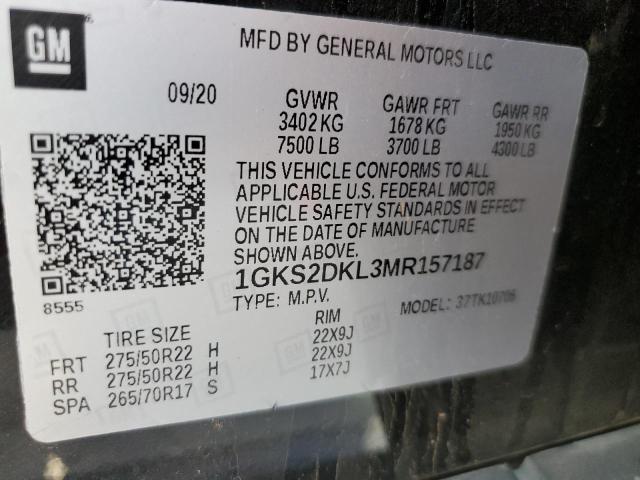 GM
MFD BY GENERAL MOTORS LLC
09/20 GVWR GAWR FRT GAWR RR
3402 KG 1678 KG 1950 KG
7500 LB 3700 LB 4300 LB
THIS VEHICLE CONFORMS TO ALL
APPLICABLE U.S. FEDERAL MOTOR
VEHICLE SAFETY STANDARDS IN EFFECT
ON THE DATE OF MANUFACTURE
SHOWN ABOVE.
1GKS2DKL3MR157187
8555 TYPE: M.P.V. MODEL: 37TK10706
TIRE SIZE RIM
FRT 275/50R22 H 22X9J
RR 275/50R22 H 22X9J
SPA 265/70R17 S 17X7J